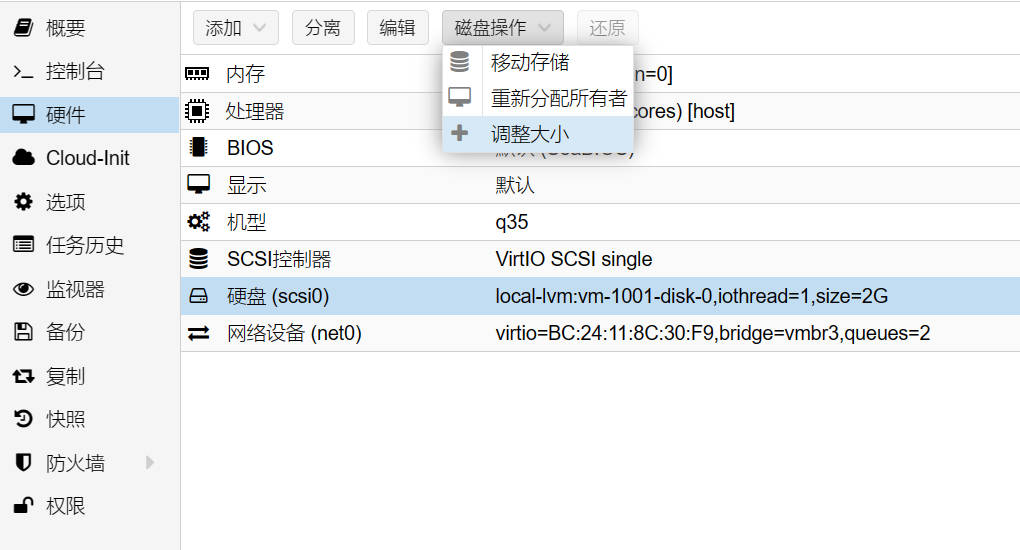 概要
控制台
硬件
Cloud-Init
选项
任务历史
监视器
备份
复制
快照
防火墙
权限
添加 分离 编辑 磁盘操作 还原
移动存储
重新分配所有者
调整大小
内存 n=0]
处理器 cores) [host]
BIOS
显示 默认
机型 q35
SCSI控制器 VirtIO SCSI single
硬盘 (scsi0) local-lvm:vm-1001-disk-0,iothread=1,size=2G
网络设备 (net0) virtio=BC:24:11:8C:30:F9,bridge=vmbr3,queues=2